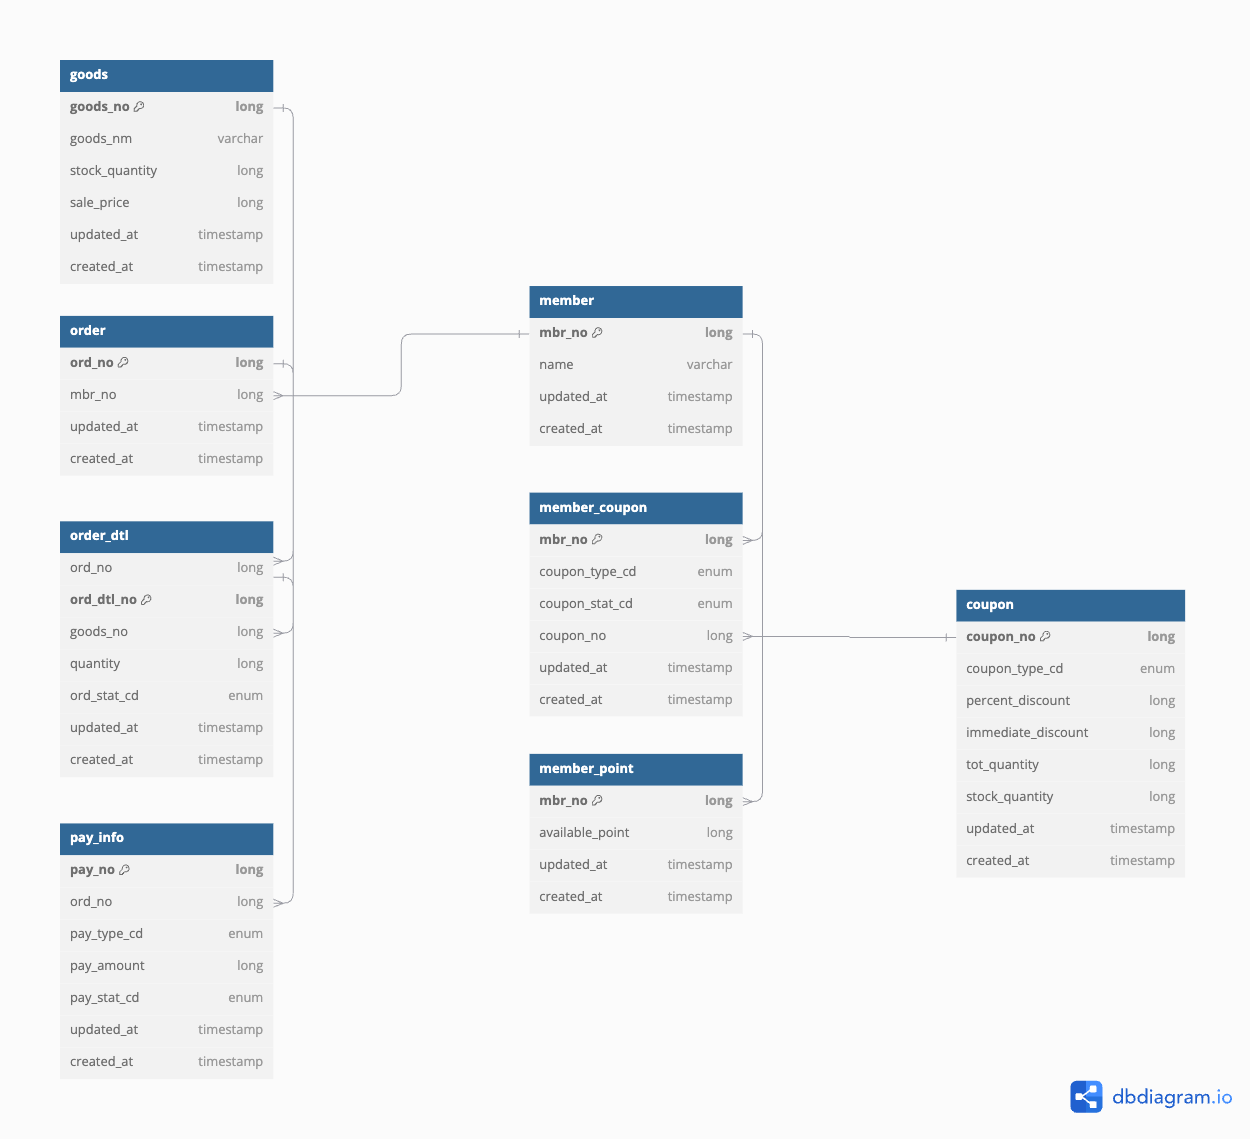 goods
goods_no long
goods_nm varchar
stock_quantity long
sale_price long
updated_at timestamp
created_at timestamp
order
ord_no long
mbr_no long
updated_at timestamp
created_at timestamp
order_dtl
ord_no long
ord_dtl_no long
goods_no long
quantity long
ord_stat_cd enum
updated_at timestamp
created_at timestamp
pay_info
pay_no long
ord_no long
pay_type_cd enum
pay_amount long
pay_stat_cd enum
updated_at timestamp
created_at timestamp
member
mbr_no long
name varchar
updated_at timestamp
created_at timestamp
member_coupon
mbr_no long
coupon_type_cd enum
coupon_stat_cd enum
coupon_no long
updated_at timestamp
created_at timestamp
member_point
mbr_no long
available_point long
updated_at timestamp
created_at timestamp
coupon
coupon_no long
coupon_type_cd enum
percent_discount long
immediate_discount long
tot_quantity long
stock_quantity long
updated_at timestamp
created_at timestamp
dbdiagram.io